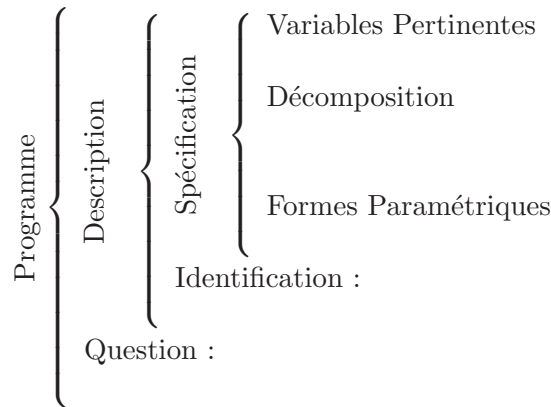 Programme
Description
Spécification
Variables Pertinentes
Décomposition
Formes Paramétriques
Identification :
Question :